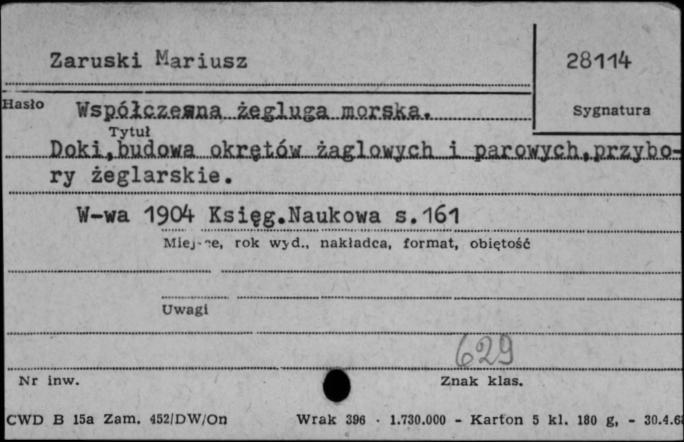 Zaruski Mariusz
28114
Hasło
Współczesna żegluga morska.
Sygnatura
Tytuł
Doki,budowa okrętów żaglowych i parowych,przybo-
ry żeglarskie.
W-wa 1904 Księg.Naukowa s.161
Miejsce, rok wyd., nakładca, format, objętość
Uwagi
629
Nr inw.
Znak klas.
CWD B 15a Zam. 452/DW/On Wrak 396 · 1.730.000 - Karton 5 kl. 180 g, - 30.4.6